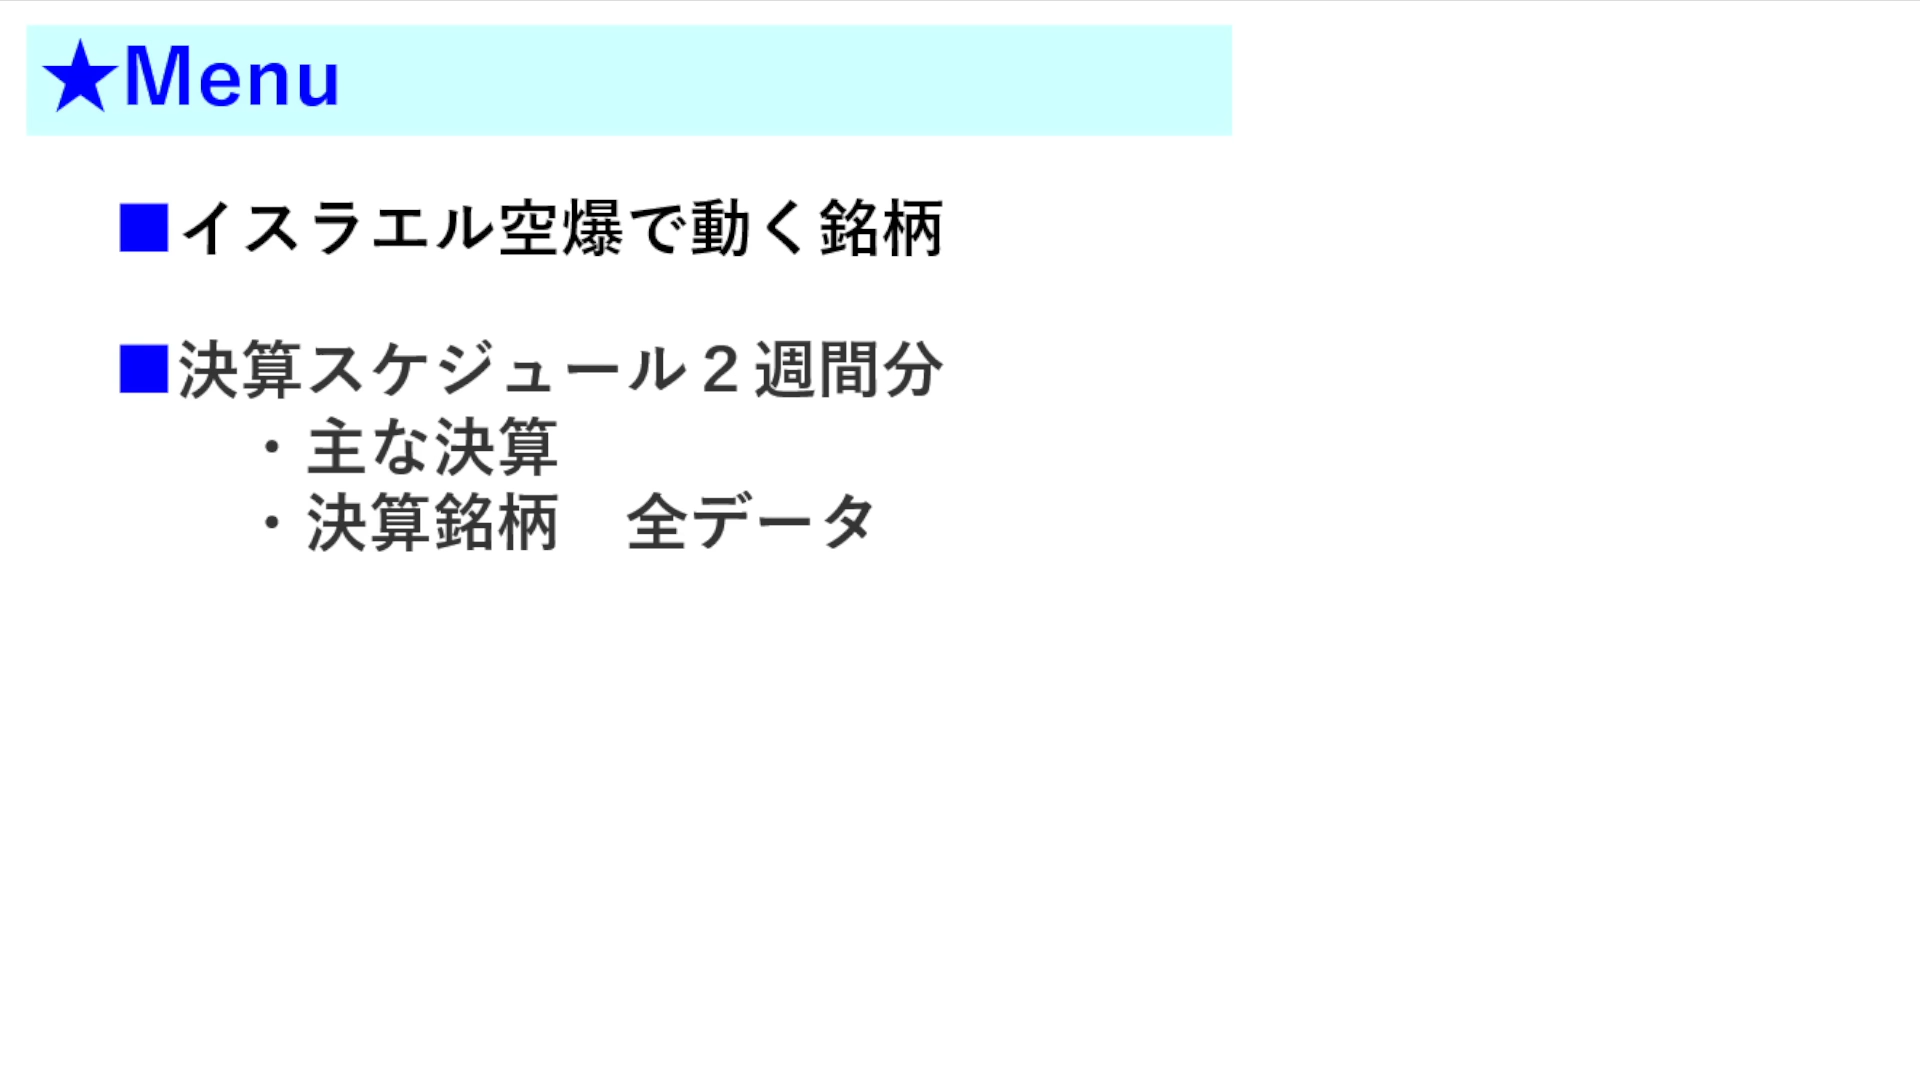 ★Menu
■イスラエル空爆で動く銘柄
■決算スケジュール２週間分
・主な決算
・決算銘柄　全データ